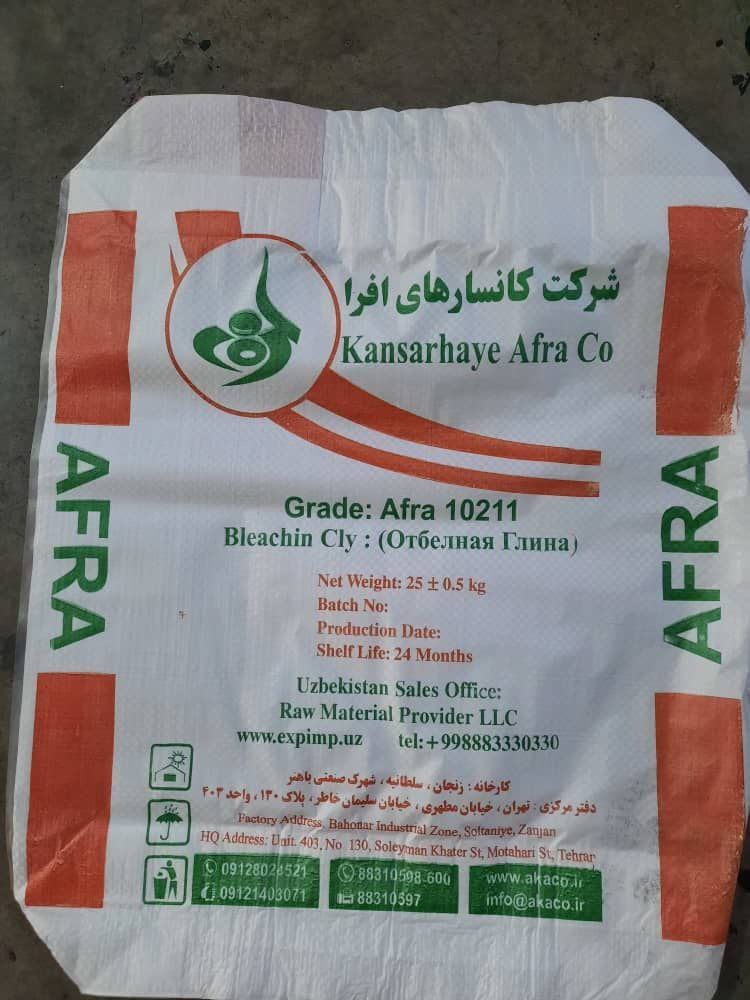 شرکت کانسارهای افرا
Kansarhaye Afra Co
AFRA
AFRA
Grade: Afra 10211
Bleachin Cly : (Отбелная Глина)
Net Weight: 25 ± 0.5 kg
Batch No:
Production Date:
Shelf Life: 24 Months
Uzbekistan Sales Office:
Raw Material Provider LLC
www.expimp.uz tel:+998883330330
کارخانه : زنجان ، سلطانیه ، شهرک صنعتی باهنر
دفتر مرکزی : تهران ، خیابان مطهری ، خیابان سلیمان خاطر ، پلاک ۱۳۰ ، واحد ۴۰۳
Factory Address, Bahonar Industrial Zone, Soltaniye, Zanjan
HQ Address: Unit. 403, No 130, Soleyman Khater St, Motahari St, Tehran
88310598-600 www.akaco.ir
09121403071 88310597 info@akaco.ir